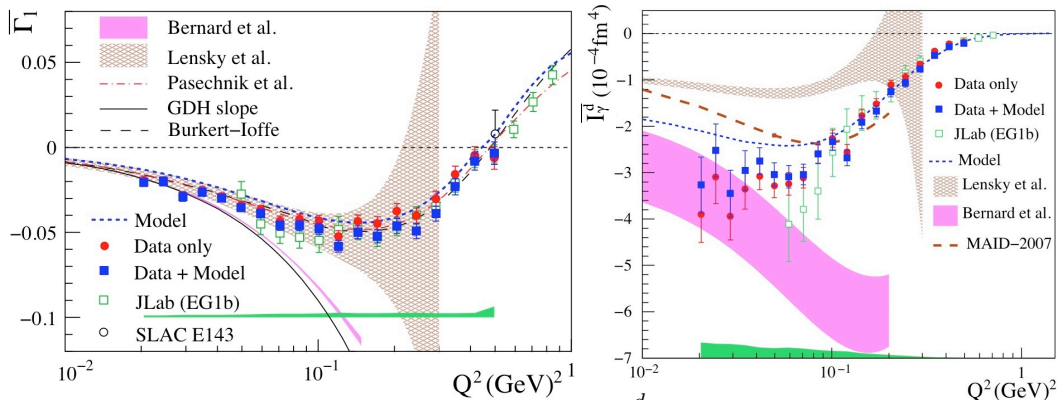 Γ̅₁
0.05
0
−0.05
−0.1
Bernard et al.
Lensky et al.
Pasechnik et al.
GDH slope
Burkert−Ioffe
Model
Data only
Data + Model
JLab (EG1b)
SLAC E143
10⁻²
10⁻¹
Q² (GeV)²
1
I̅ᵈᵧ (10⁻⁴fm⁴)
0
−1
−2
−3
−4
−5
−6
−7
Data only
Data + Model
JLab (EG1b)
Model
Lensky et al.
Bernard et al.
MAID−2007
10⁻²
10⁻¹
1
d
Q² (GeV)²